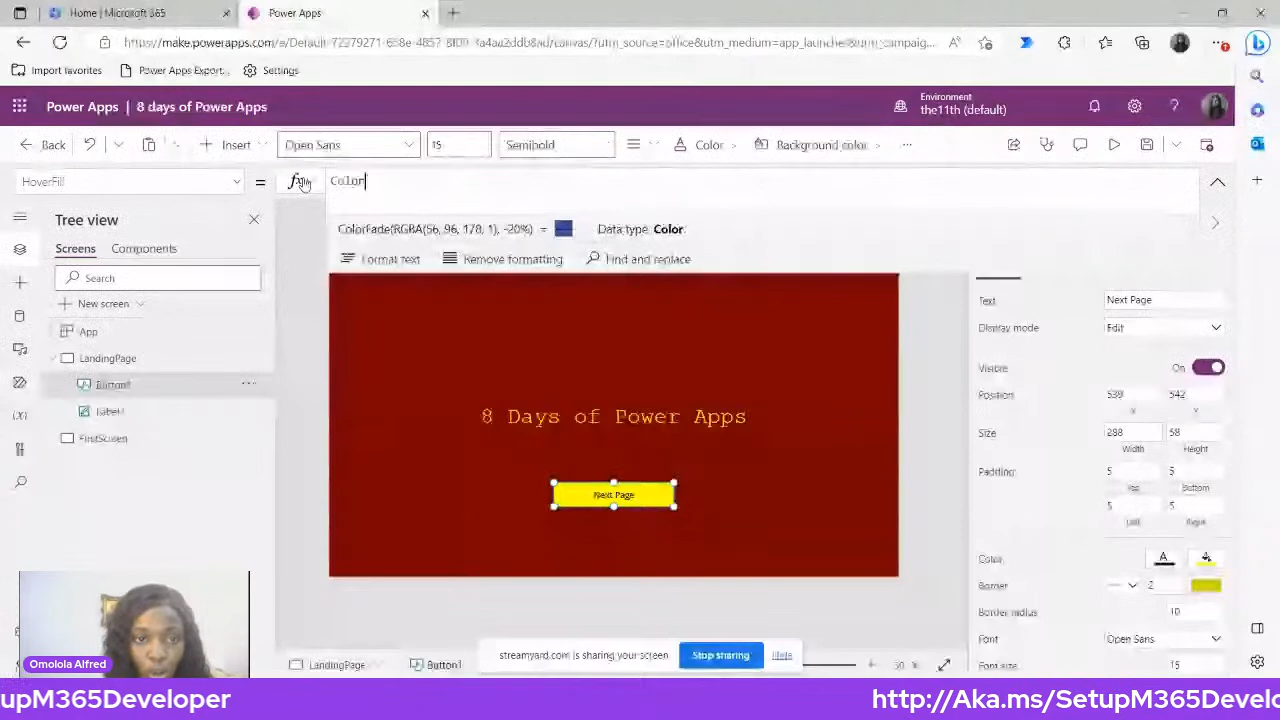 Home | Microsoft 365
Power Apps
Import favorites
Power Apps Export
Settings
Power Apps | 8 days of Power Apps
Environment
the11th (default)
Back
Insert
Open Sans
15
Semibold
Color
Background color
HoverFill
=
Color
Tree view
ColorFade(RGBA(56, 96, 178, 1), -20%) =
Data type: Color
Screens
Components
Format text
Remove formatting
Find and replace
Search
New screen
App
LandingPage
Button1
Label1
FirstScreen
8 Days of Power Apps
Next Page
Text
Next Page
Display mode
Edit
Visible
On
Position
539
542
X
Y
Size
288
58
Width
Height
Padding
5
5
Top
Bottom
5
5
Left
Right
Color
Border
2
Border radius
10
Font
Open Sans
Font size
15
Omolola Alfred
LandingPage
Button1
streamyard.com is sharing your screen
Stop sharing
Hide
50 %
upM365Developer
http://Aka.ms/SetupM365Develo